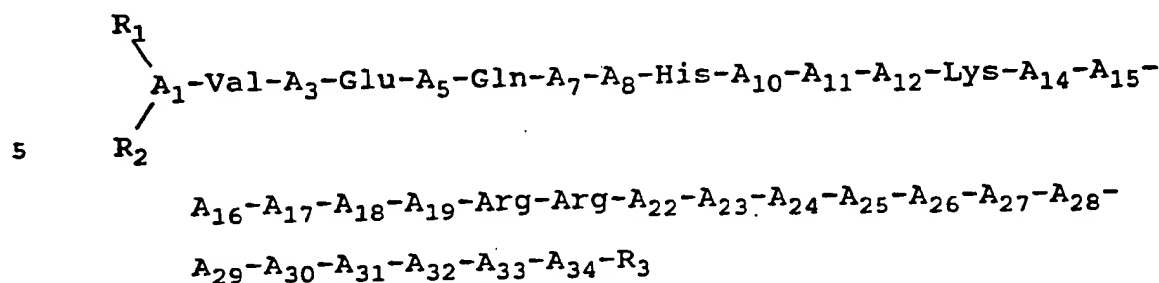 R₁
A₁-Val-A₃-Glu-A₅-Gln-A₇-A₈-His-A₁₀-A₁₁-A₁₂-Lys-A₁₄-A₁₅-
5 R₂
A₁₆-A₁₇-A₁₈-A₁₉-Arg-Arg-A₂₂-A₂₃-A₂₄-A₂₅-A₂₆-A₂₇-A₂₈-
A₂₉-A₃₀-A₃₁-A₃₂-A₃₃-A₃₄-R₃